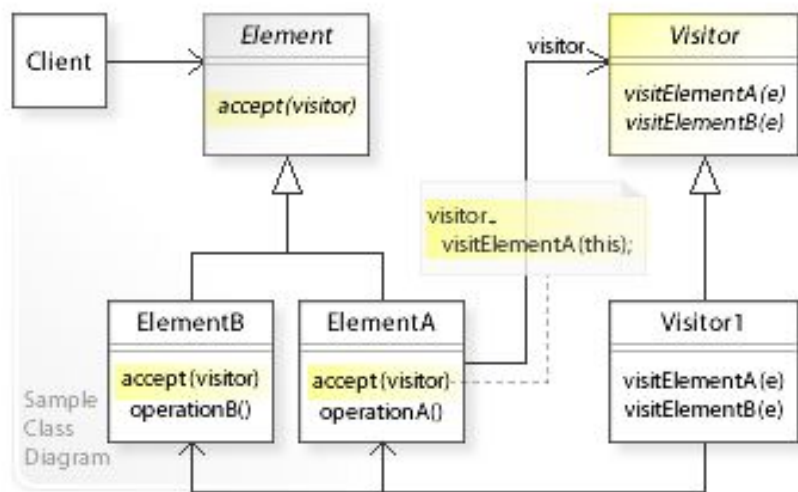 Client
Element
accept(visitor)
visitor
Visitor
visitElementA(e)
visitElementB(e)
visitor.
visitElementA(this);
ElementB
accept(visitor)
operationB()
ElementA
accept(visitor)
operationA()
Visitor1
visitElementA(e)
visitElementB(e)
Sample
Class
Diagram